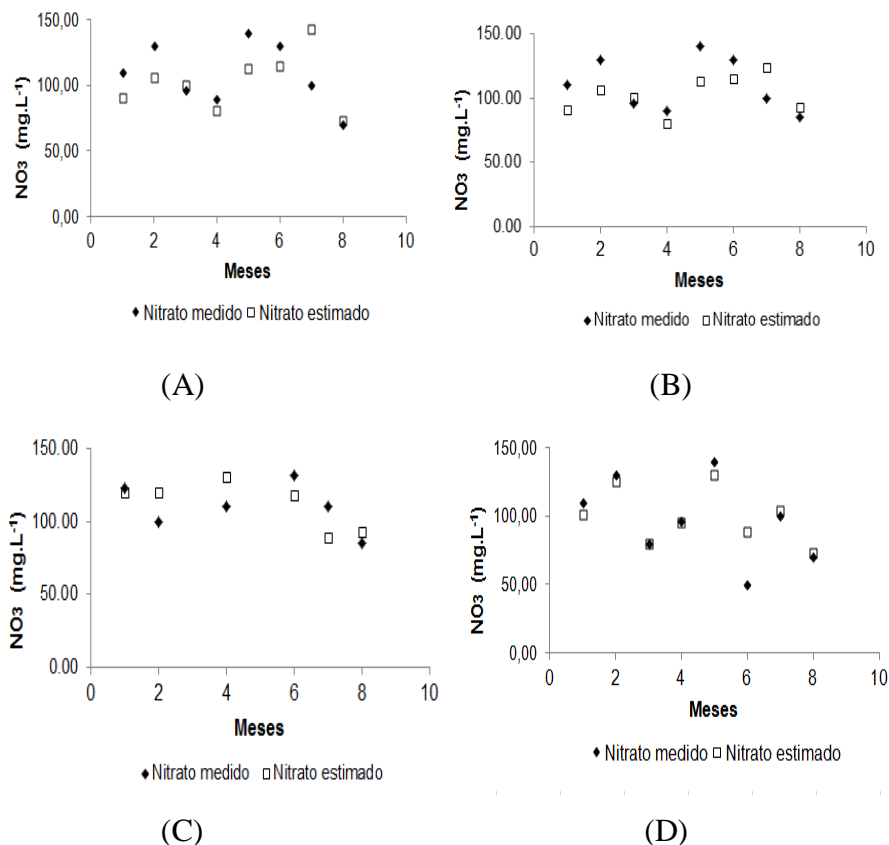 150,00
100,00
50,00
0,00
NO3 (mg.L-1)
0 2 4 6 8 10
Meses
♦ Nitrato medido □ Nitrato estimado
(A)
150.00
100.00
50.00
0.00
NO3 (mg.L-1)
0 2 4 6 8 10
Meses
♦ Nitrato medido □ Nitrato estimado
(B)
150.00
100.00
50.00
0.00
NO3 (mg.L-1)
0 2 4 6 8 10
Meses
♦ Nitrato medido □ Nitrato estimado
(C)
150,00
100,00
50,00
0,00
NO3 (mg.L-1)
0 2 4 6 8 10
Meses
♦ Nitrato medido □ Nitrato estimado
(D)